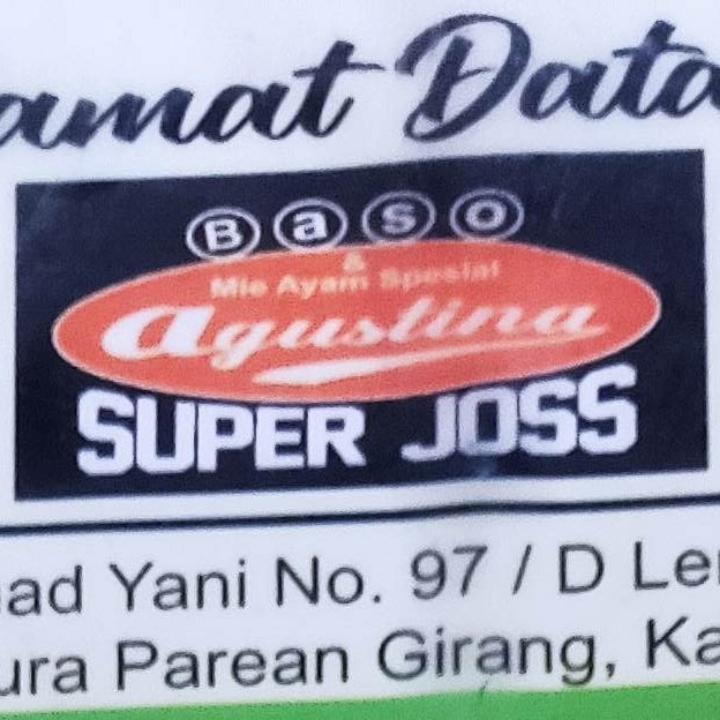 amat Data
Baso
&
Mie Ayam Spesial
Agustina
SUPER JOSS
ad Yani No. 97 / D Le
ura Parean Girang, Ka